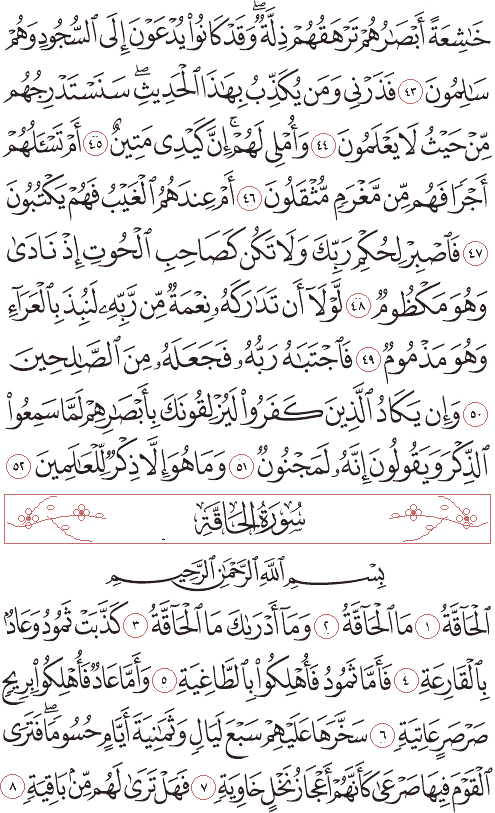 خَٰشِعَةً أَبْصَٰرُهُمْ تَرْهَقُهُمْ ذِلَّةٌۖ وَقَدْ كَانُوا۟ يُدْعَوْنَ إِلَى ٱلسُّجُودِ وَهُمْ
سَٰلِمُونَ ٤٣ فَذَرْنِى وَمَن يُكَذِّبُ بِهَٰذَا ٱلْحَدِيثِۖ سَنَسْتَدْرِجُهُم
مِّنْ حَيْثُ لَا يَعْلَمُونَ ٤٤ وَأُمْلِى لَهُمْۚ إِنَّ كَيْدِى مَتِينٌ ٤٥ أَمْ تَسْـَٔلُهُمْ
أَجْرًا فَهُم مِّن مَّغْرَمٍ مُّثْقَلُونَ ٤٦ أَمْ عِندَهُمُ ٱلْغَيْبُ فَهُمْ يَكْتُبُونَ
٤٧ فَٱصْبِرْ لِحُكْمِ رَبِّكَ وَلَا تَكُن كَصَاحِبِ ٱلْحُوتِ إِذْ نَادَىٰ
وَهُوَ مَكْظُومٌ ٤٨ لَّوْلَآ أَن تَدَٰرَكَهُۥ نِعْمَةٌ مِّن رَّبِّهِۦ لَنُبِذَ بِٱلْعَرَآءِ
وَهُوَ مَذْمُومٌ ٤٩ فَٱجْتَبَٰهُ رَبُّهُۥ فَجَعَلَهُۥ مِنَ ٱلصَّٰلِحِينَ
٥٠ وَإِن يَكَادُ ٱلَّذِينَ كَفَرُوا۟ لَيُزْلِقُونَكَ بِأَبْصَٰرِهِمْ لَمَّا سَمِعُوا۟
ٱلذِّكْرَ وَيَقُولُونَ إِنَّهُۥ لَمَجْنُونٌ ٥١ وَمَا هُوَ إِلَّا ذِكْرٌ لِّلْعَٰلَمِينَ ٥٢
سُورَةُ الحَاقَّةِ
بِسْمِ ٱللَّهِ ٱلرَّحْمَٰنِ ٱلرَّحِيمِ
ٱلْحَآقَّةُ ١ مَا ٱلْحَآقَّةُ ٢ وَمَآ أَدْرَىٰكَ مَا ٱلْحَآقَّةُ ٣ كَذَّبَتْ ثَمُودُ وَعَادٌۢ
بِٱلْقَارِعَةِ ٤ فَأَمَّا ثَمُودُ فَأُهْلِكُوا۟ بِٱلطَّاغِيَةِ ٥ وَأَمَّا عَادٌ فَأُهْلِكُوا۟ بِرِيحٍ
صَرْصَرٍ عَاتِيَةٍ ٦ سَخَّرَهَا عَلَيْهِمْ سَبْعَ لَيَالٍ وَثَمَٰنِيَةَ أَيَّامٍ حُسُومًاۖ فَتَرَى
ٱلْقَوْمَ فِيهَا صَرْعَىٰ كَأَنَّهُمْ أَعْجَازُ نَخْلٍ خَاوِيَةٍ ٧ فَهَلْ تَرَىٰ لَهُم مِّنۢ بَاقِيَةٍ ٨